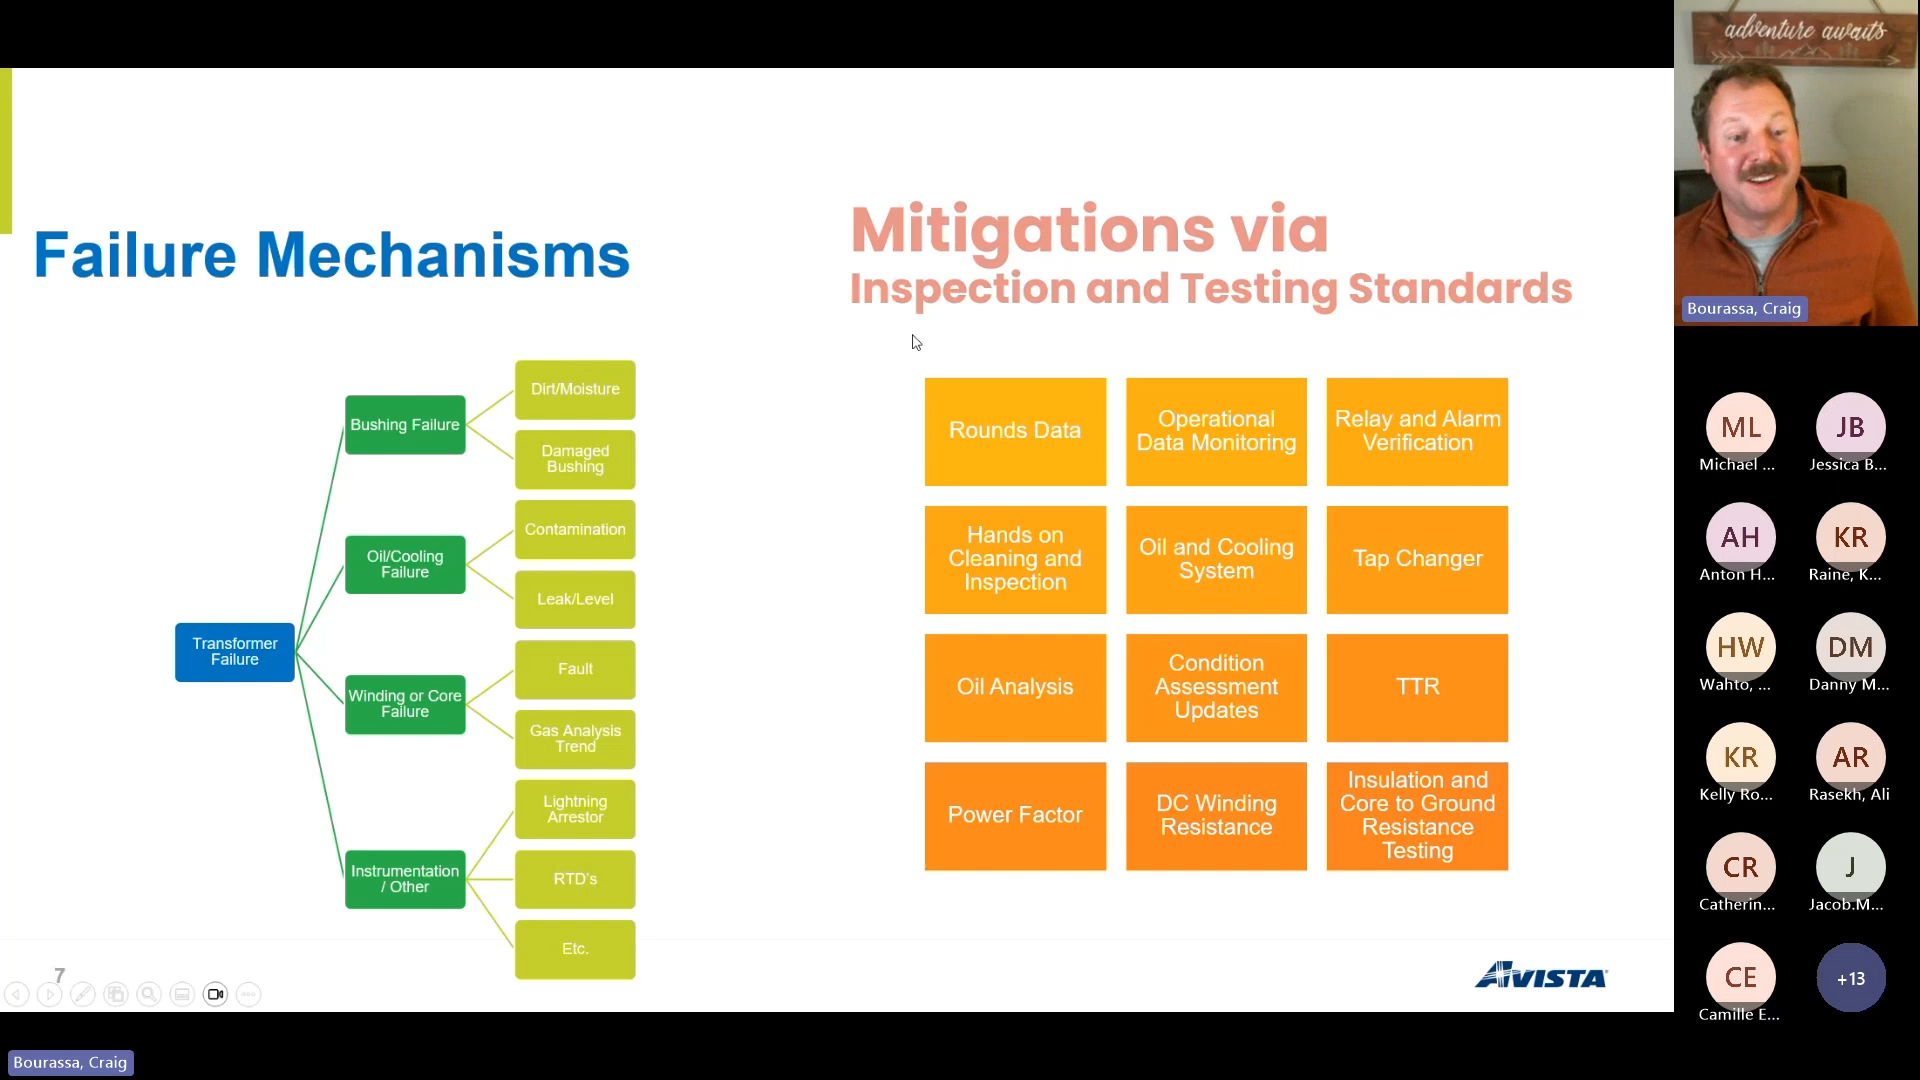 Failure Mechanisms
Mitigations via
Inspection and Testing Standards
Transformer
Failure
Bushing Failure
Dirt/Moisture
Damaged
Bushing
Oil/Cooling
Failure
Contamination
Leak/Level
Winding or Core
Failure
Fault
Gas Analysis
Trend
Instrumentation
/ Other
Lightning
Arrestor
RTD's
Etc.
Rounds Data
Operational
Data Monitoring
Relay and Alarm
Verification
Hands on
Cleaning and
Inspection
Oil and Cooling
System
Tap Changer
Oil Analysis
Condition
Assessment
Updates
TTR
Power Factor
DC Winding
Resistance
Insulation and
Core to Ground
Resistance
Testing
7
AVISTA
Bourassa, Craig
adventure awaits
Bourassa, Craig
ML
Michael ...
JB
Jessica B...
AH
Anton H...
KR
Raine, K...
HW
Wahto, ...
DM
Danny M...
KR
Kelly Ro...
AR
Rasekh, Ali
CR
Catherin...
J
Jacob.M...
CE
Camille E...
+13